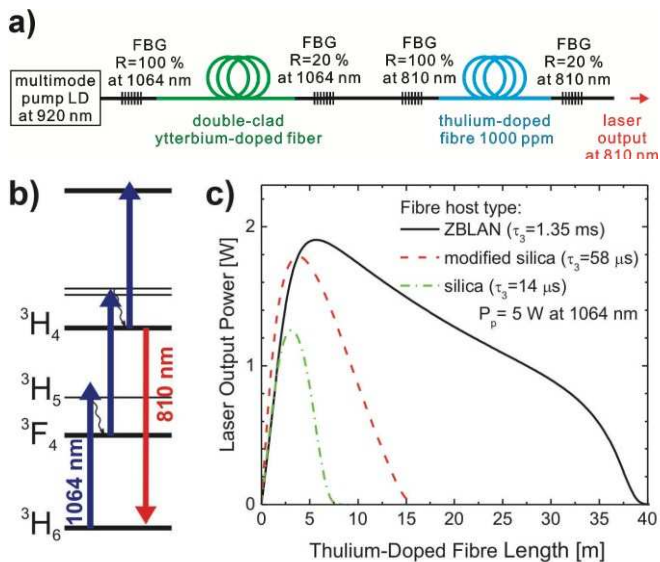 a)
FBG
R=100 %
at 1064 nm
FBG
R=20 %
at 1064 nm
FBG
R=100 %
at 810 nm
FBG
R=20 %
at 810 nm
multimode
pump LD
at 920 nm
double-clad
ytterbium-doped fiber
thulium-doped
fibre 1000 ppm
laser
output
at 810 nm
b)
³H₄
³H₅
³F₄
³H₆
1064 nm
810 nm
c)
Fibre host type:
ZBLAN (τ₃=1.35 ms)
modified silica (τ₃=58 μs)
silica (τ₃=14 μs)
Pₚ= 5 W at 1064 nm
Laser Output Power [W]
2
1
0
0 5 10 15 20 25 30 35 40
Thulium-Doped Fibre Length [m]